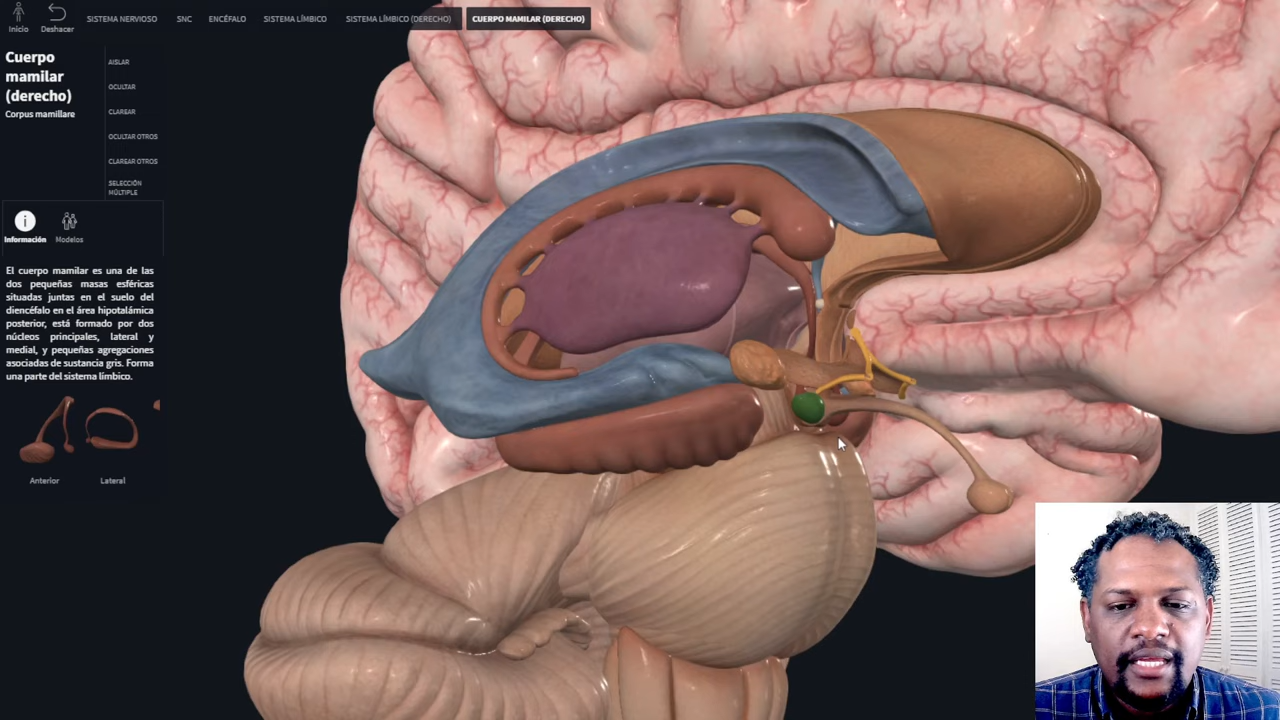 Inicio
Deshacer
SISTEMA NERVIOSO
SNC
ENCÉFALO
SISTEMA LÍMBICO
SISTEMA LÍMBICO (DERECHO)
CUERPO MAMILAR (DERECHO)
Cuerpo
mamilar
(derecho)
Corpus mamillare
AISLAR
OCULTAR
CLAREAR
OCULTAR OTROS
CLAREAR OTROS
SELECCIÓN
MÚLTIPLE
i
Información
Modelos
El cuerpo mamilar es una de las
dos pequeñas masas esféricas
situadas juntas en el suelo del
diencéfalo en el área hipotalámica
posterior, está formado por dos
núcleos principales, lateral y
medial, y pequeñas agregaciones
asociadas de sustancia gris. Forma
una parte del sistema límbico.
Anterior
Lateral